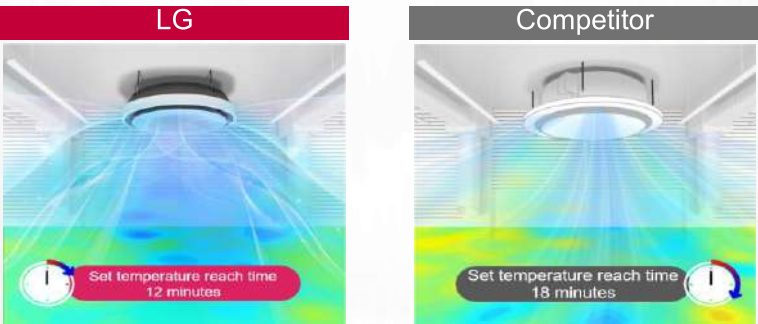 LG
Competitor
Set temperature reach time
12 minutes
Set temperature reach time
18 minutes